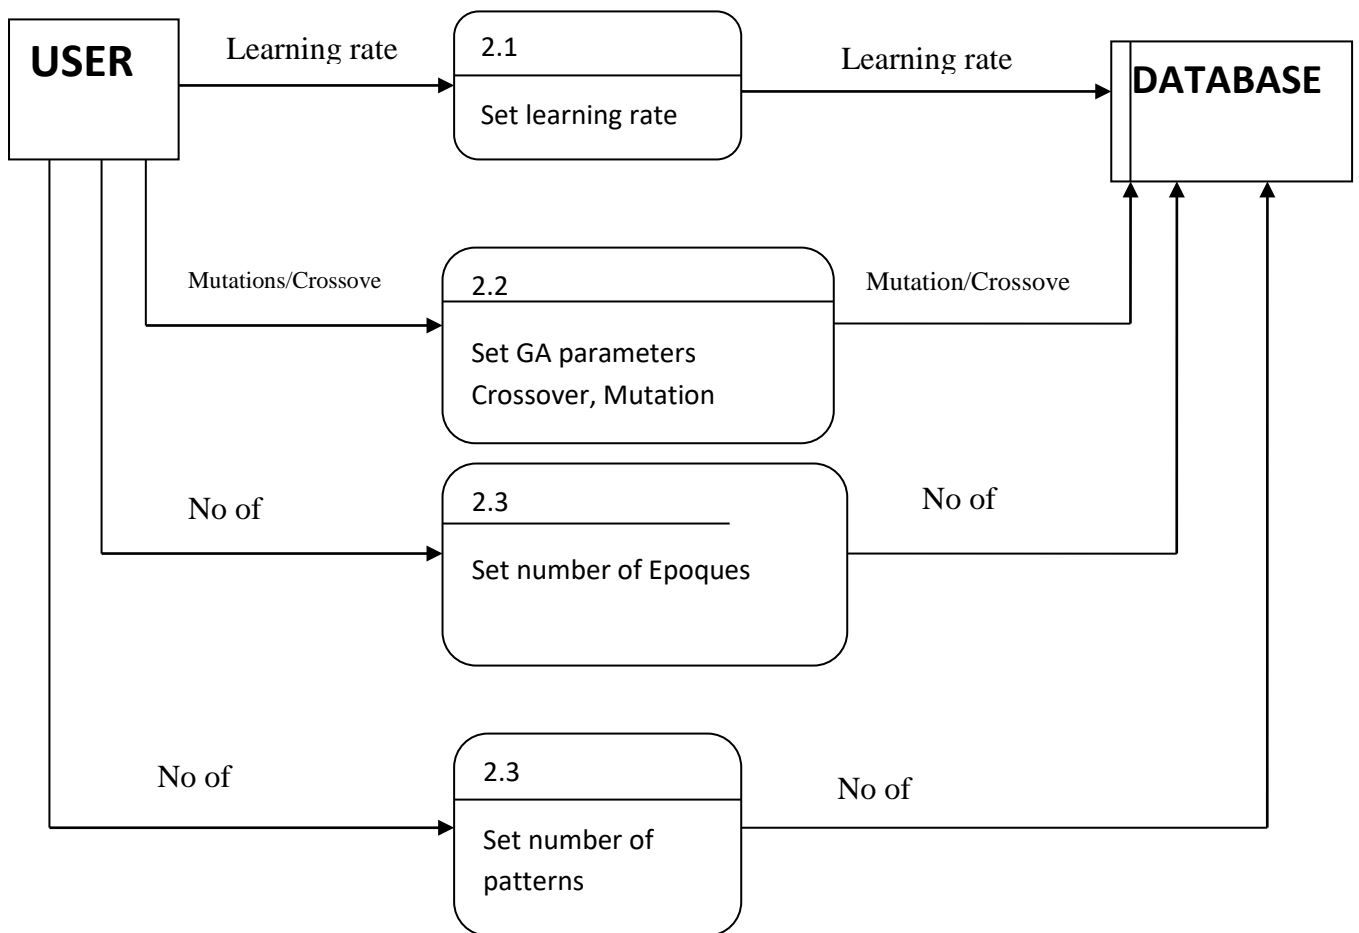 USER
Learning rate
2.1
Set learning rate
Learning rate
DATABASE
Mutations/Crossove
2.2
Set GA parameters
Crossover, Mutation
Mutation/Crossove
No of
2.3
Set number of Epoques
No of
No of
2.3
Set number of
patterns
No of